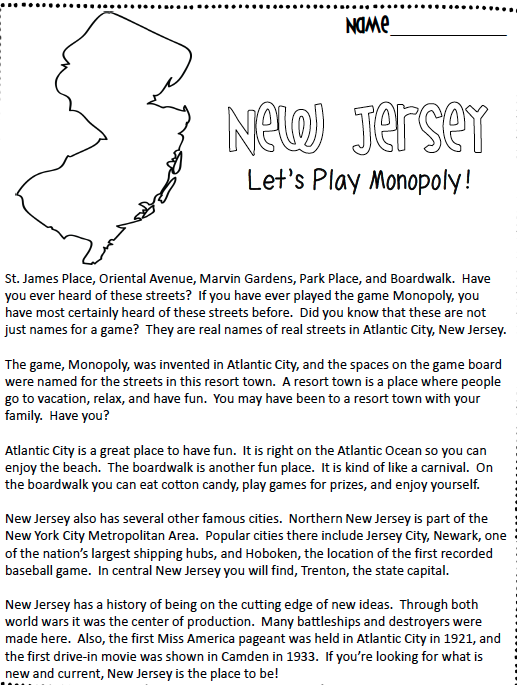 Name
New Jersey
Let's Play Monopoly!
St. James Place, Oriental Avenue, Marvin Gardens, Park Place, and Boardwalk.  Have
you ever heard of these streets?  If you have ever played the game Monopoly, you
have most certainly heard of these streets before.  Did you know that these are not
just names for a game?  They are real names of real streets in Atlantic City, New Jersey.
The game, Monopoly, was invented in Atlantic City, and the spaces on the game board
were named for the streets in this resort town.  A resort town is a place where people
go to vacation, relax, and have fun.  You may have been to a resort town with your
family.  Have you?
Atlantic City is a great place to have fun.  It is right on the Atlantic Ocean so you can
enjoy the beach.  The boardwalk is another fun place.  It is kind of like a carnival.  On
the boardwalk you can eat cotton candy, play games for prizes, and enjoy yourself.
New Jersey also has several other famous cities.  Northern New Jersey is part of the
New York City Metropolitan Area.  Popular cities there include Jersey City, Newark, one
of the nation's largest shipping hubs, and Hoboken, the location of the first recorded
baseball game.  In central New Jersey you will find, Trenton, the state capital.
New Jersey has a history of being on the cutting edge of new ideas.  Through both
world wars it was the center of production.  Many battleships and destroyers were
made here.  Also, the first Miss America pageant was held in Atlantic City in 1921, and
the first drive-in movie was shown in Camden in 1933.  If you're looking for what is
new and current, New Jersey is the place to be!